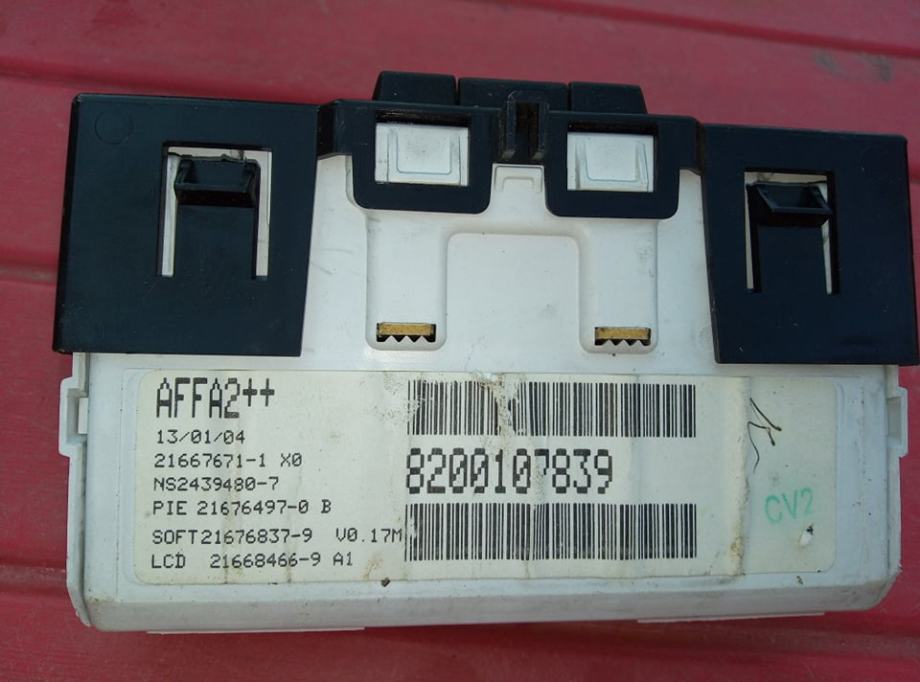 AFFA2++
13/01/04
21667671-1 X0
NS2439480-7
PIE 21676497-0 B
SOFT21676837-9 V0.17M
LCD 21668466-9 A1
8200107839
CV2